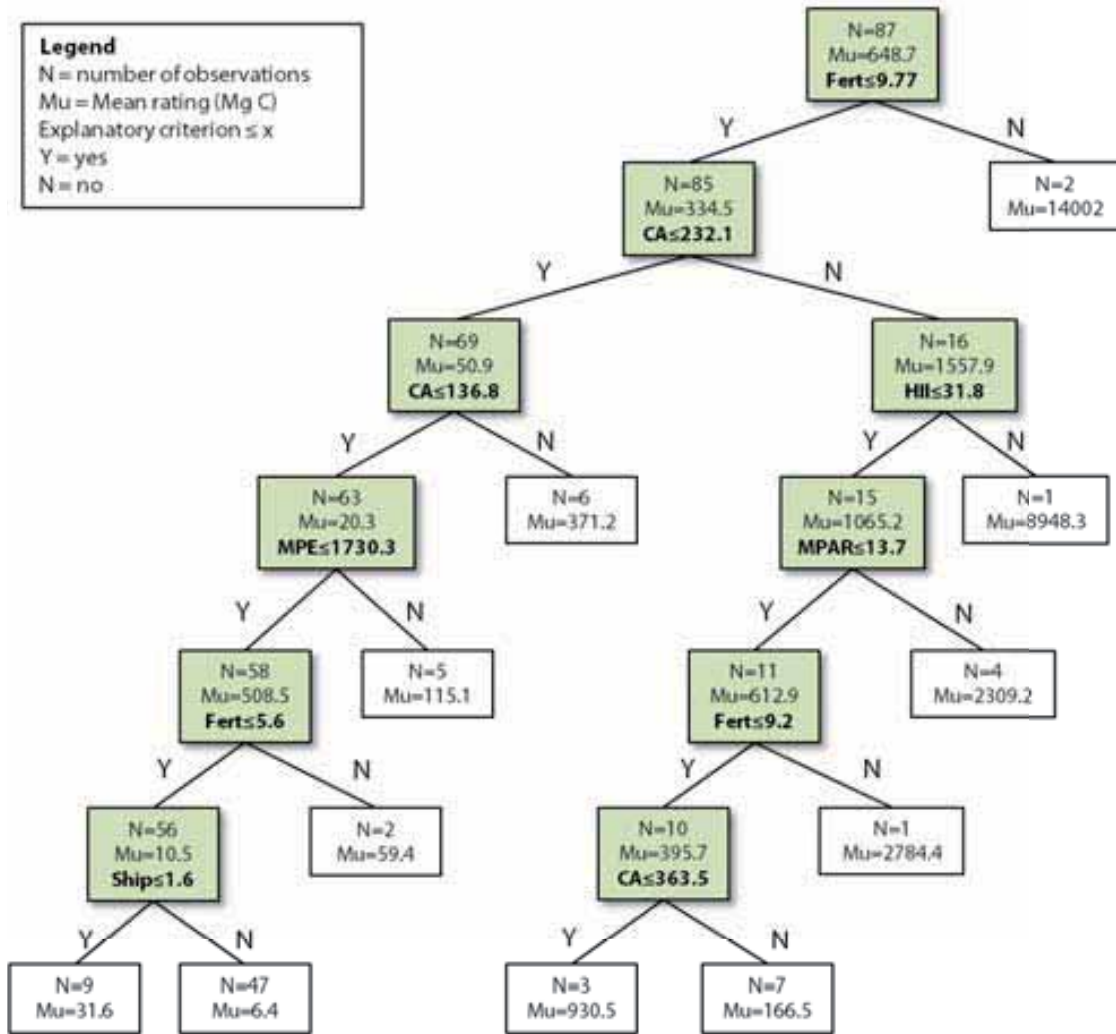 Legend
N = number of observations
Mu = Mean rating (Mg C)
Explanatory criterion ≤ x
Y = yes
N = no
N=87
Mu=648.7
Fert≤9.77
Y
N
N=85
Mu=334.5
CA≤232.1
N=2
Mu=14002
Y
N
N=69
Mu=50.9
CA≤136.8
N=16
Mu=1557.9
HII≤31.8
Y
N
Y
N
N=63
Mu=20.3
MPE≤1730.3
N=6
Mu=371.2
N=15
Mu=1065.2
MPAR≤13.7
N=1
Mu=8948.3
Y
N
Y
N
N=58
Mu=508.5
Fert≤5.6
N=5
Mu=115.1
N=11
Mu=612.9
Fert≤9.2
N=4
Mu=2309.2
Y
N
Y
N
N=56
Mu=10.5
Ship≤1.6
N=2
Mu=59.4
N=10
Mu=395.7
CA≤363.5
N=1
Mu=2784.4
Y
N
Y
N
N=9
Mu=31.6
N=47
Mu=6.4
N=3
Mu=930.5
N=7
Mu=166.5